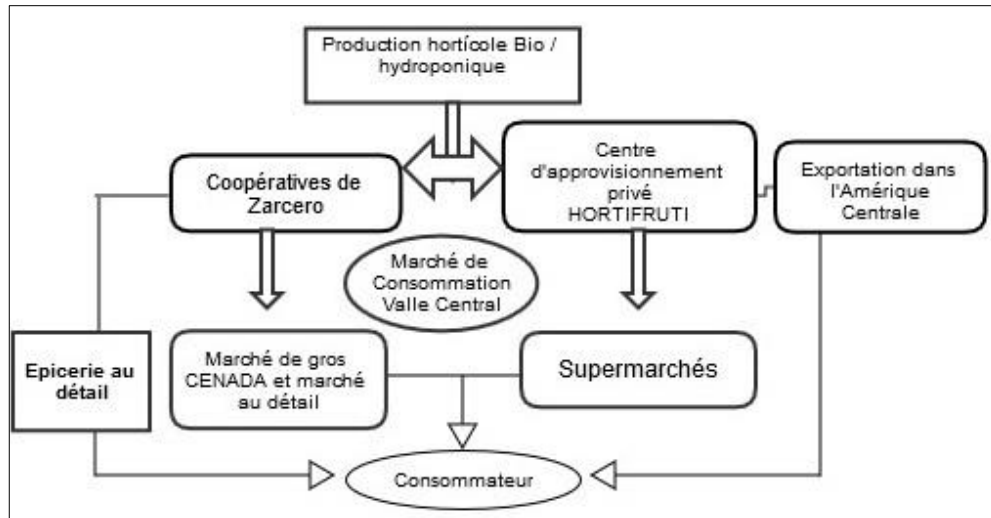 Production hortícole Bio /
hydroponique
Coopératives de
Zarcero
Centre
d'approvisionnement
privé
HORTIFRUTI
Exportation dans
l'Amérique
Centrale
Marché de
Consommation
Valle Central
Epicerie au
détail
Marché de gros
CENADA et marché
au détail
Supermarchés
Consommateur